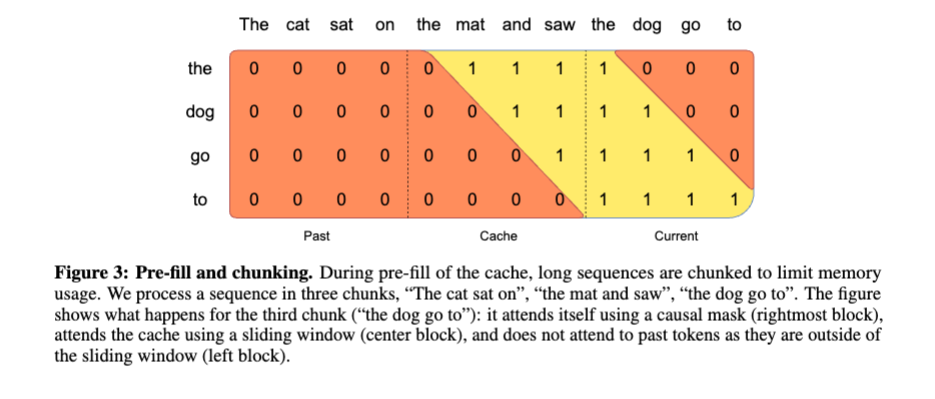 The cat sat on the mat and saw the dog go to
the 0 0 0 0 0 1 1 1 1 0 0 0
dog 0 0 0 0 0 0 1 1 1 1 0 0
go 0 0 0 0 0 0 0 1 1 1 1 0
to 0 0 0 0 0 0 0 0 1 1 1 1
Past Cache Current
Figure 3: Pre-fill and chunking. During pre-fill of the cache, long sequences are chunked to limit memory
usage. We process a sequence in three chunks, “The cat sat on”, “the mat and saw”, “the dog go to”. The figure
shows what happens for the third chunk (“the dog go to”): it attends itself using a causal mask (rightmost block),
attends the cache using a sliding window (center block), and does not attend to past tokens as they are outside of
the sliding window (left block).